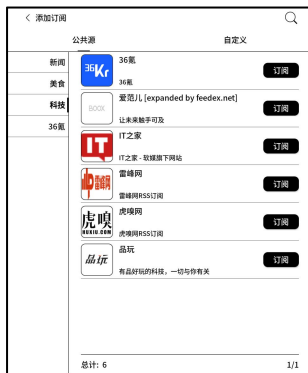 添加订阅
公共源
自定义
新闻
美食
科技
36氪
36Kr
36氪
36氪
订阅
BOOX
爱范儿 [expanded by feedex.net]
让未来触手可及
订阅
IT
IT之家
IT之家 - 软媒旗下网站
订阅
雷峰网
雷峰网RSS订阅
订阅
虎嗅
HUXIU.COM
虎嗅网
虎嗅网RSS订阅
订阅
品玩
品玩
有品好玩的科技，一切与你有关
订阅
总计: 6
1/1